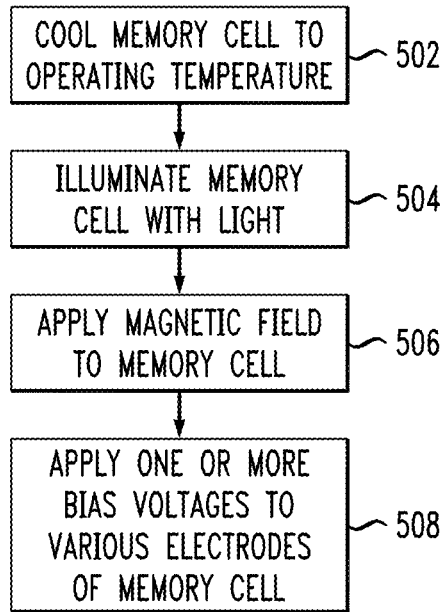 COOL MEMORY CELL TO
OPERATING TEMPERATURE
502
ILLUMINATE MEMORY
CELL WITH LIGHT
504
APPLY MAGNETIC FIELD
TO MEMORY CELL
506
APPLY ONE OR MORE
BIAS VOLTAGES TO
VARIOUS ELECTRODES
OF MEMORY CELL
508